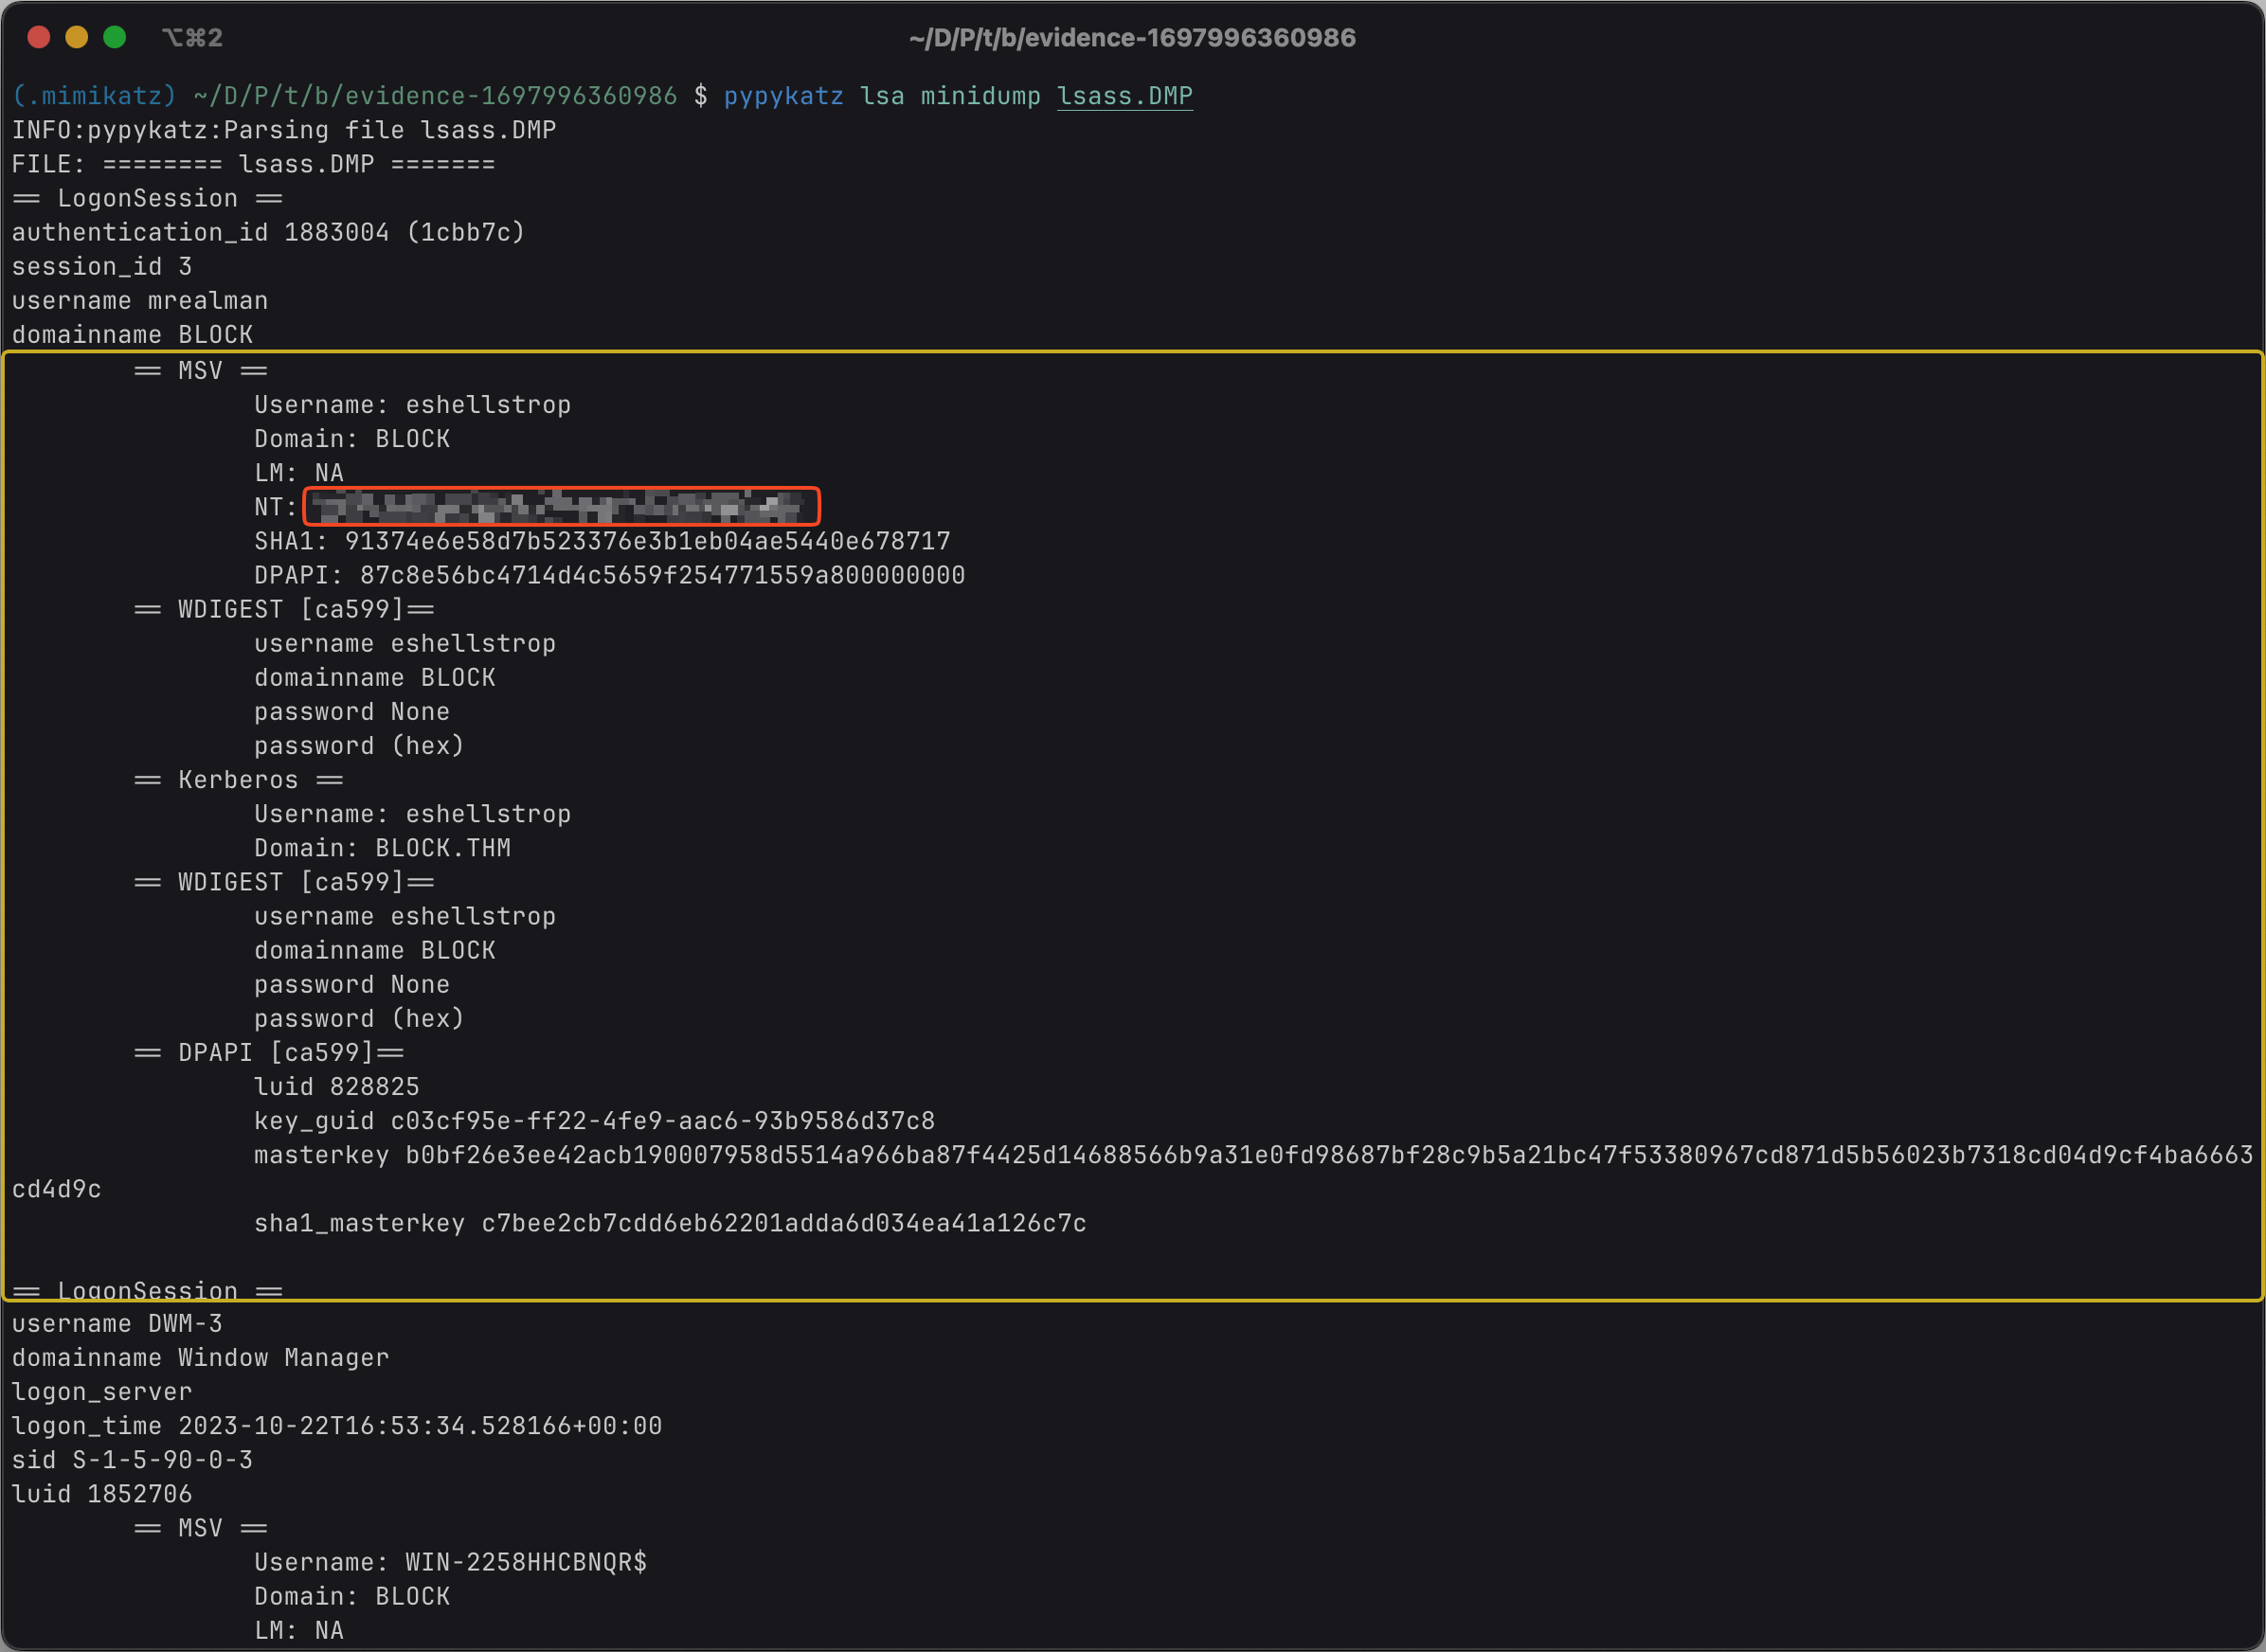 ⌥⌘2
~/D/P/t/b/evidence-1697996360986
(.mimikatz) ~/D/P/t/b/evidence-1697996360986 $ pypykatz lsa minidump lsass.DMP
INFO:pypykatz:Parsing file lsass.DMP
FILE: ======== lsass.DMP =======
== LogonSession ==
authentication_id 1883004 (1cbb7c)
session_id 3
username mrealman
domainname BLOCK
== MSV ==
Username: eshellstrop
Domain: BLOCK
LM: NA
NT:
SHA1: 91374e6e58d7b523376e3b1eb04ae5440e678717
DPAPI: 87c8e56bc4714d4c5659f254771559a800000000
== WDIGEST [ca599]==
username eshellstrop
domainname BLOCK
password None
password (hex)
== Kerberos ==
Username: eshellstrop
Domain: BLOCK.THM
== WDIGEST [ca599]==
username eshellstrop
domainname BLOCK
password None
password (hex)
== DPAPI [ca599]==
luid 828825
key_guid c03cf95e-ff22-4fe9-aac6-93b9586d37c8
masterkey b0bf26e3ee42acb190007958d5514a966ba87f4425d14688566b9a31e0fd98687bf28c9b5a21bc47f53380967cd871d5b56023b7318cd04d9cf4ba6663
cd4d9c
sha1_masterkey c7bee2cb7cdd6eb62201adda6d034ea41a126c7c
== LogonSession ==
username DWM-3
domainname Window Manager
logon_server
logon_time 2023-10-22T16:53:34.528166+00:00
sid S-1-5-90-0-3
luid 1852706
== MSV ==
Username: WIN-2258HHCBNQR$
Domain: BLOCK
LM: NA